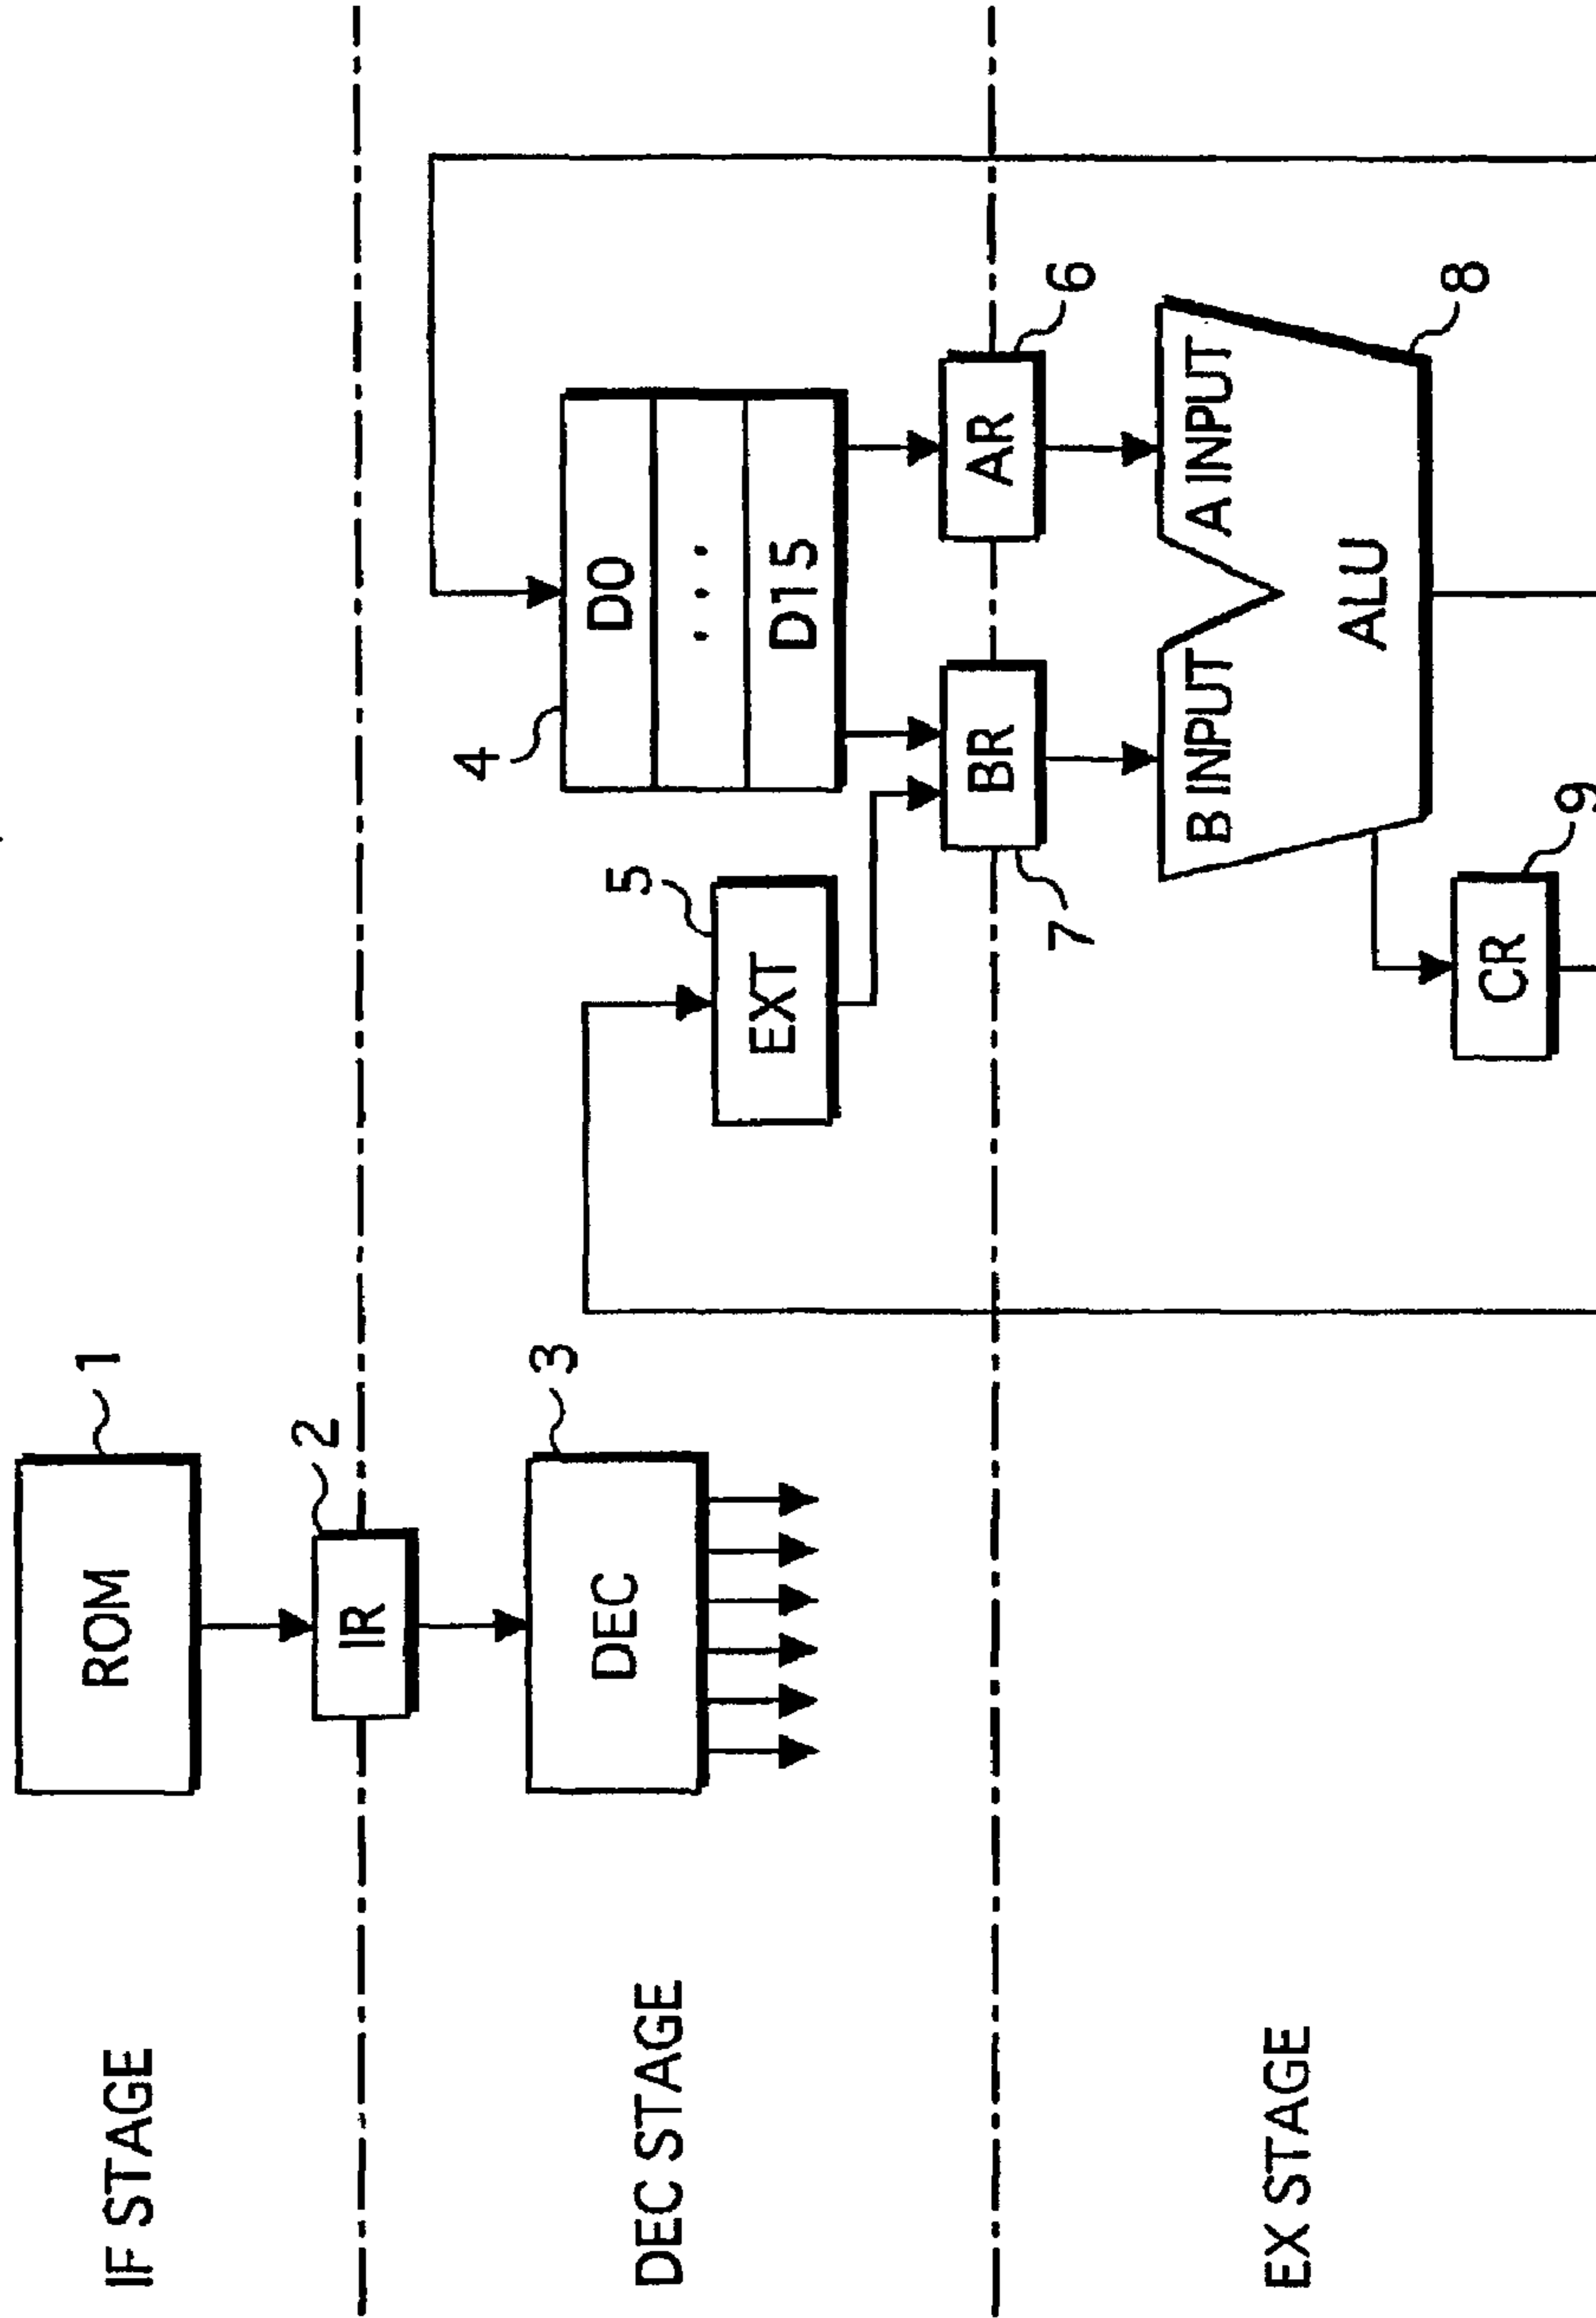 IF STAGE
ROM
1
IR
2
DEC STAGE
DEC
3
EXT
5
4
D0
...
D15
BR
7
AR
6
EX STAGE
B INPUT
A INPUT
ALU
8
CR
9